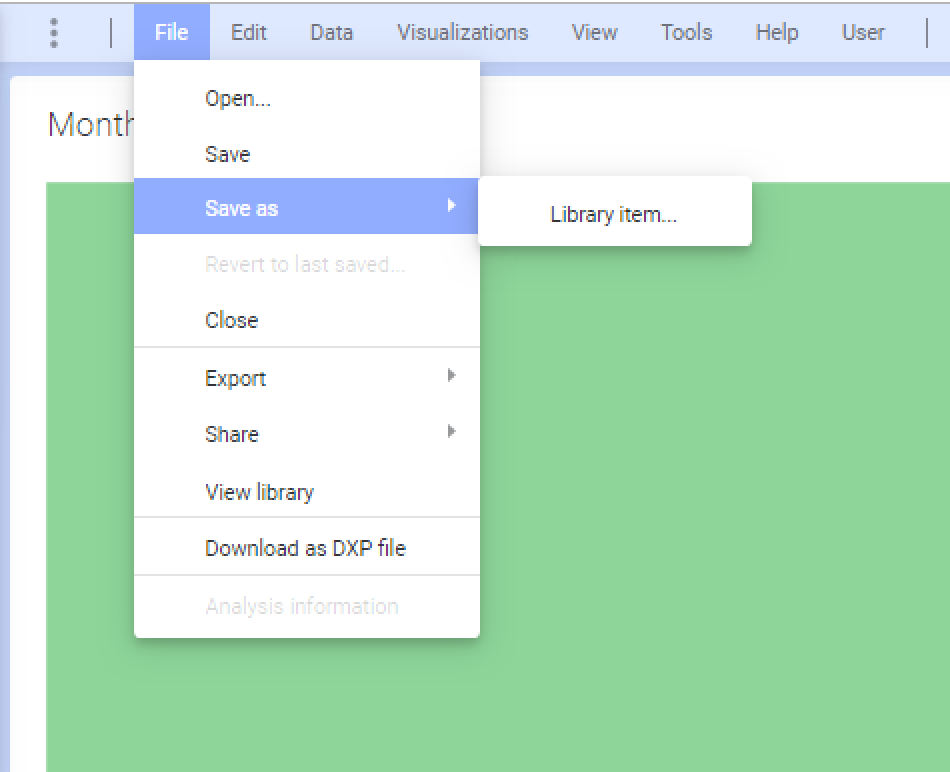 File Edit Data Visualizations View Tools Help User
Month
Open...
Save
Save as
Library item...
Revert to last saved...
Close
Export
Share
View library
Download as DXP file
Analysis information